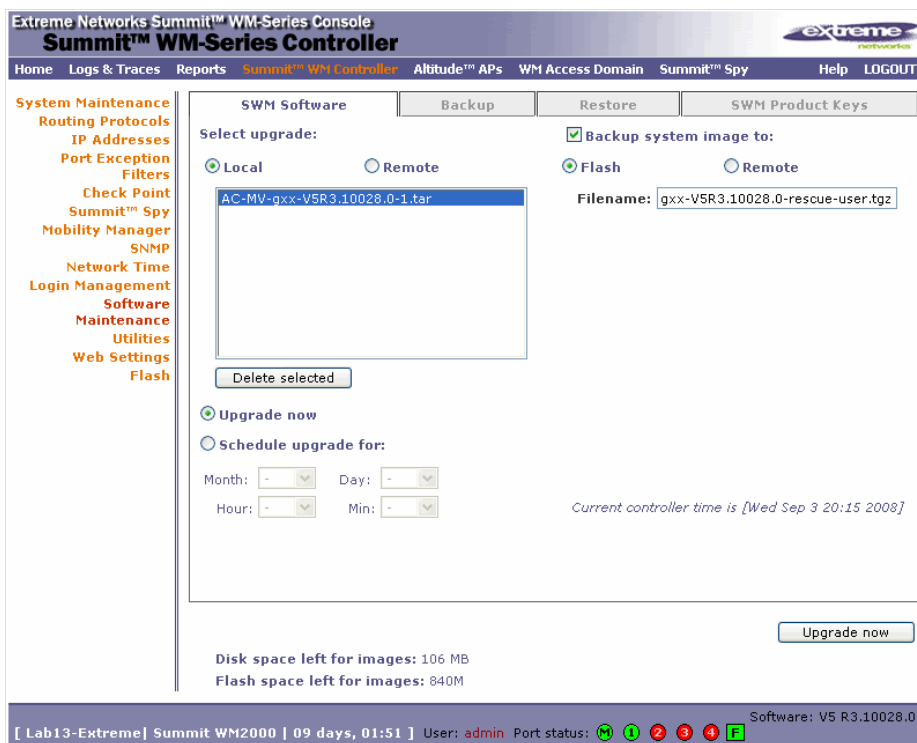 Extreme Networks Summit™ WM-Series Console
Summit™ WM-Series Controller
extreme
networks
Home Logs & Traces Reports Summit™ WM Controller Altitude™ APs WM Access Domain Summit™ Spy Help LOGOUT
System Maintenance
Routing Protocols
IP Addresses
Port Exception
Filters
Check Point
Summit™ Spy
Mobility Manager
SNMP
Network Time
Login Management
Software
Maintenance
Utilities
Web Settings
Flash
SWM Software Backup Restore SWM Product Keys
Select upgrade: Backup system image to:
Local Remote Flash Remote
AC-MV-gxx-V5R3.10028.0-1.tar
Filename: gxx-V5R3.10028.0-rescue-user.tgz
Delete selected
Upgrade now
Schedule upgrade for:
Month: - Day: -
Hour: - Min: -
Current controller time is [Wed Sep 3 20:15 2008]
Upgrade now
Disk space left for images: 106 MB
Flash space left for images: 840M
Software: V5 R3.10028.0
[ Lab13-Extreme| Summit WM2000 | 09 days, 01:51 ] User: admin Port status: M 1 2 3 4 F